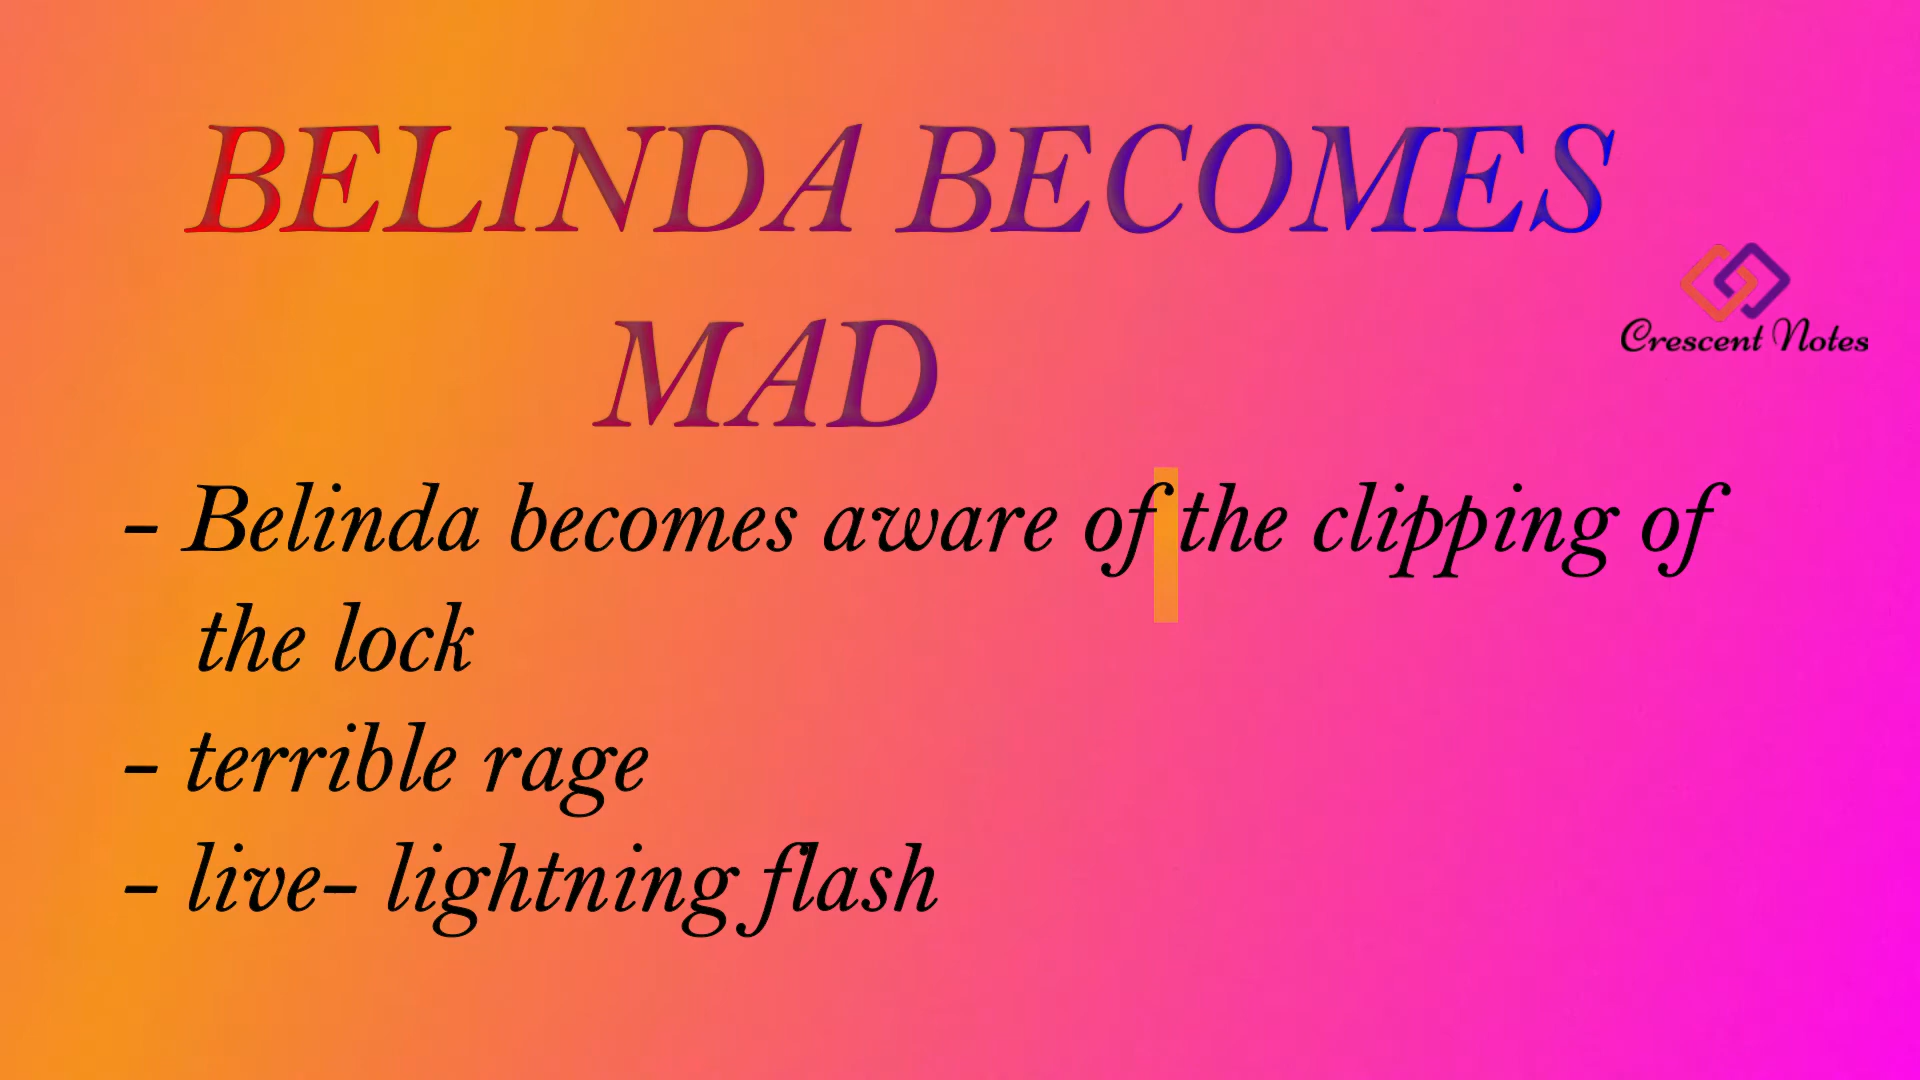 BELINDA BECOMES
MAD
Crescent Notes
- Belinda becomes aware of the clipping of
the lock
- terrible rage
- live- lightning flash